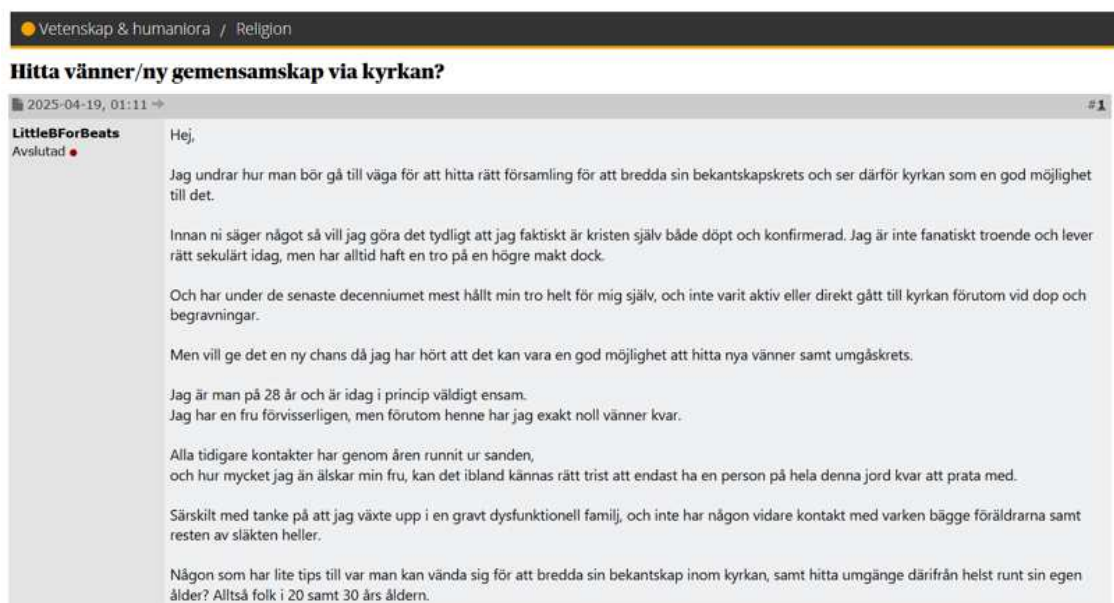 Vetenskap & humaniora / Religion
Hitta vänner/ny gemensamskap via kyrkan?
2025-04-19, 01:11
#1
LittleBForBeats
Avslutad
Hej,
Jag undrar hur man bör gå till väga för att hitta rätt församling för att bredda sin bekantskapskrets och ser därför kyrkan som en god möjlighet
till det.
Innan ni säger något så vill jag göra det tydligt att jag faktiskt är kristen själv både döpt och konfirmerad. Jag är inte fanatiskt troende och lever
rätt sekulärt idag, men har alltid haft en tro på en högre makt dock.
Och har under de senaste decenniumet mest hållt min tro helt för mig själv, och inte varit aktiv eller direkt gått till kyrkan förutom vid dop och
begravningar.
Men vill ge det en ny chans då jag har hört att det kan vara en god möjlighet att hitta nya vänner samt umgåskrets.
Jag är man på 28 år och är idag i princip väldigt ensam.
Jag har en fru förvisserligen, men förutom henne har jag exakt noll vänner kvar.
Alla tidigare kontakter har genom åren runnit ur sanden,
och hur mycket jag än älskar min fru, kan det ibland kännas rätt trist att endast ha en person på hela denna jord kvar att prata med.
Särskilt med tanke på att jag växte upp i en gravt dysfunktionell familj, och inte har någon vidare kontakt med varken bägge föräldrarna samt
resten av släkten heller.
Någon som har lite tips till var man kan vända sig för att bredda sin bekantskap inom kyrkan, samt hitta umgänge därifrån helst runt sin egen
ålder? Alltså folk i 20 samt 30 års åldern.